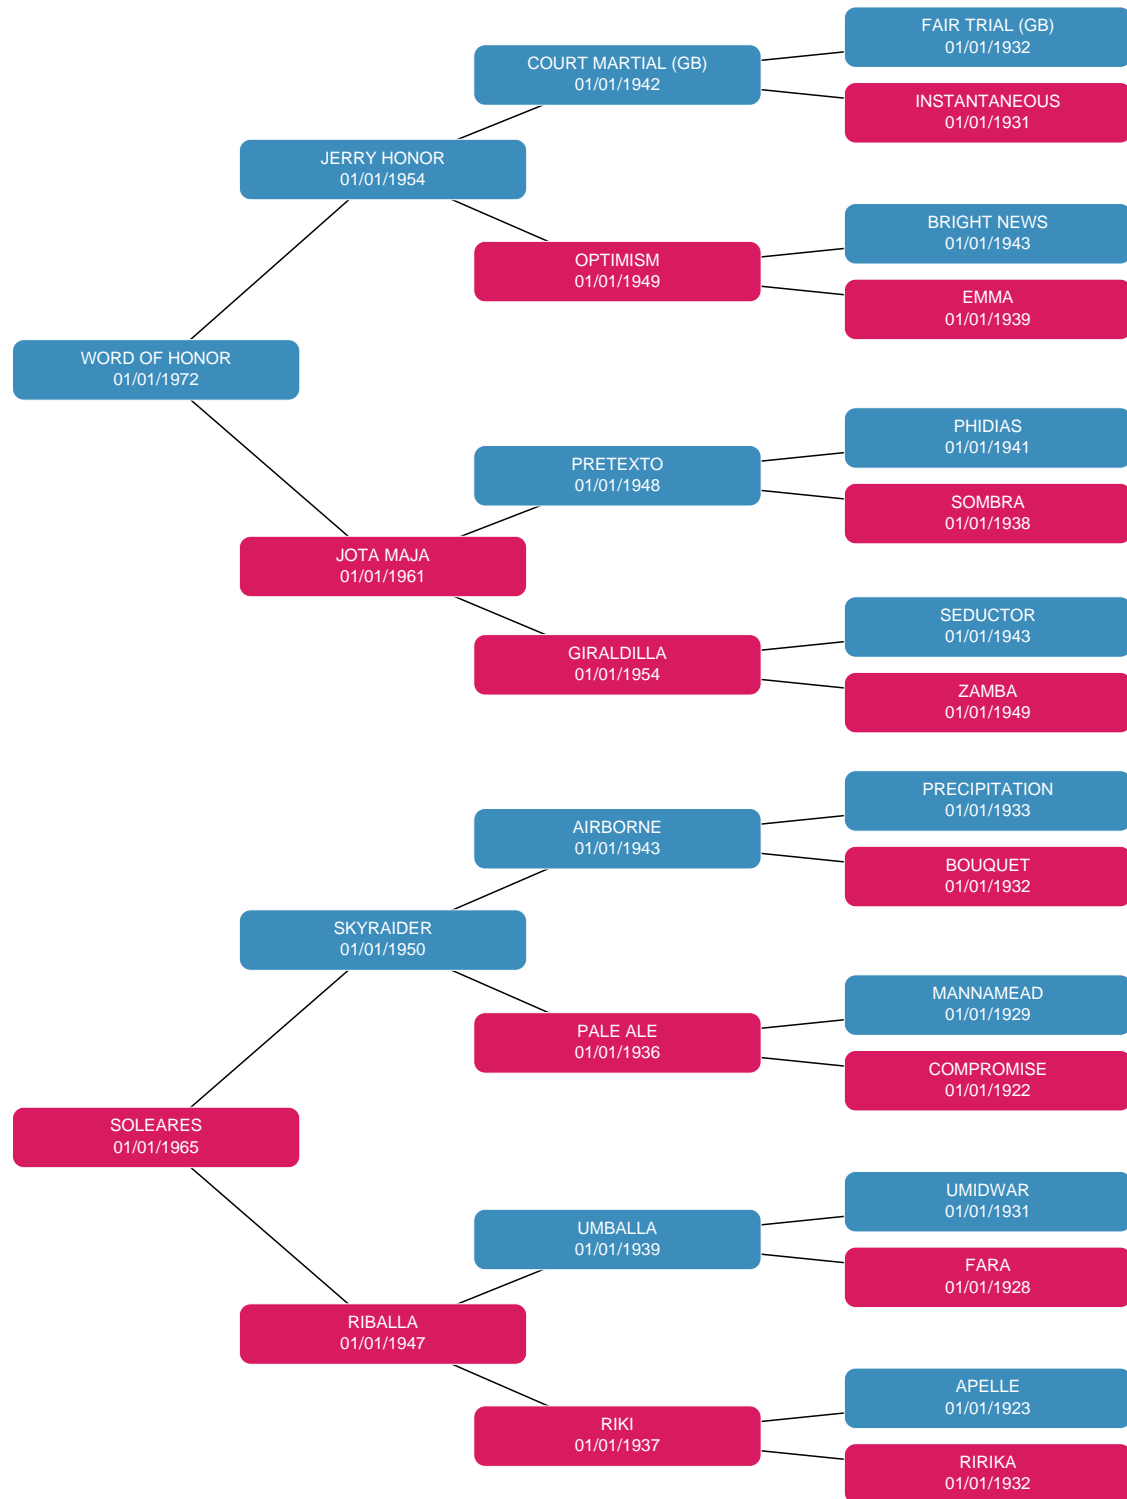 FAIR TRIAL (GB)
01/01/1932
COURT MARTIAL (GB)
01/01/1942
INSTANTANEOUS
01/01/1931
JERRY HONOR
01/01/1954
BRIGHT NEWS
01/01/1943
OPTIMISM
01/01/1949
EMMA
01/01/1939
WORD OF HONOR
01/01/1972
PHIDIAS
01/01/1941
PRETEXTO
01/01/1948
SOMBRA
01/01/1938
JOTA MAJA
01/01/1961
SEDUCTOR
01/01/1943
GIRALDILLA
01/01/1954
ZAMBA
01/01/1949
PRECIPITATION
01/01/1933
AIRBORNE
01/01/1943
BOUQUET
01/01/1932
SKYRAIDER
01/01/1950
MANNAMEAD
01/01/1929
PALE ALE
01/01/1936
COMPROMISE
01/01/1922
SOLEARES
01/01/1965
UMIDWAR
01/01/1931
UMBALLA
01/01/1939
FARA
01/01/1928
RIBALLA
01/01/1947
APELLE
01/01/1923
RIKI
01/01/1937
RIRIKA
01/01/1932